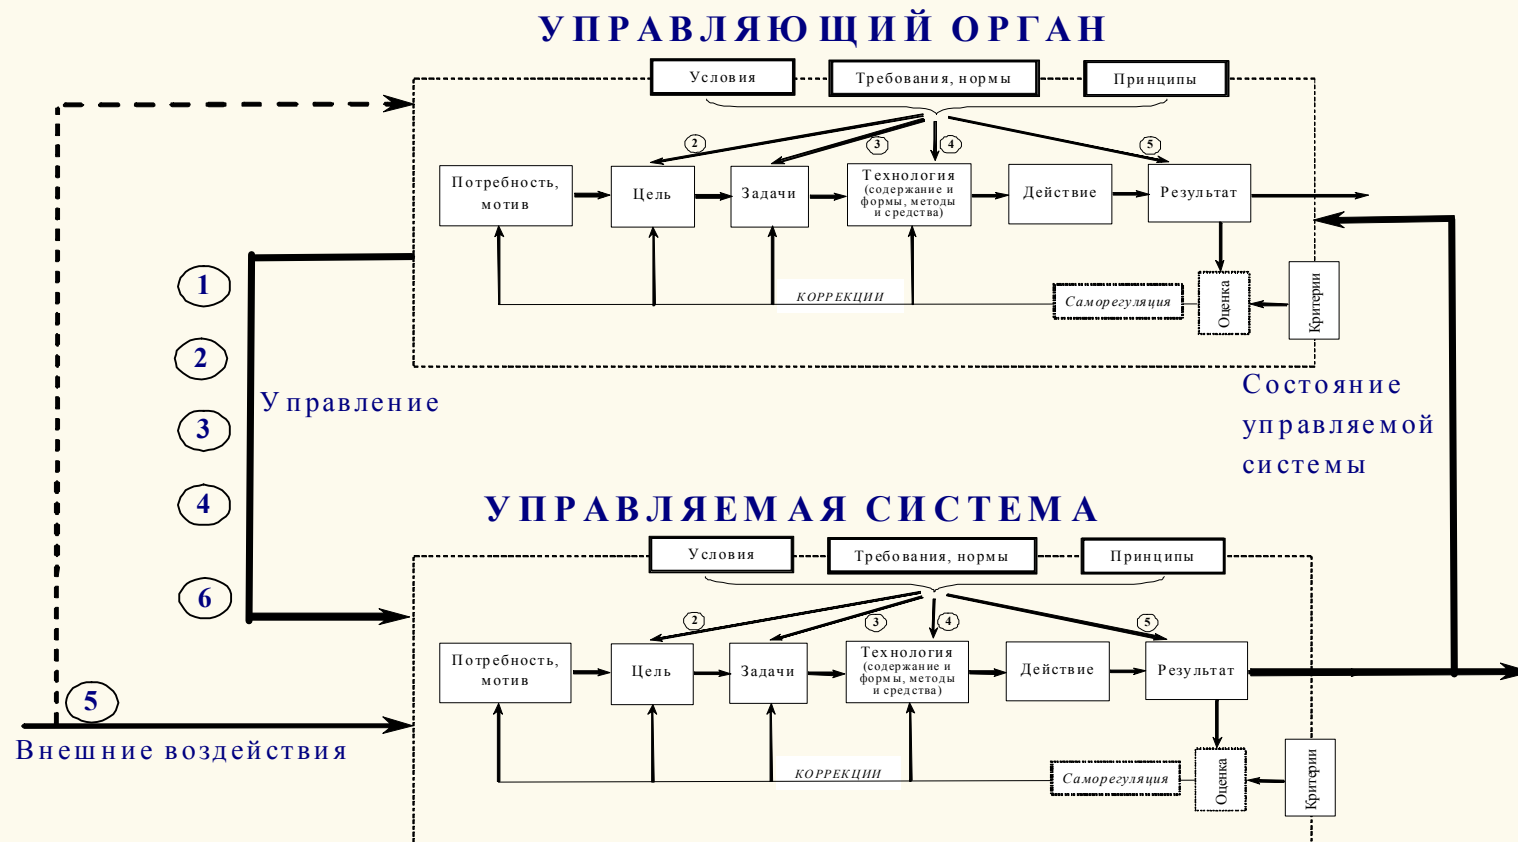 УПРАВЛЯЮЩИЙ ОРГАН
Условия
Требования, нормы
Принципы
2
3
4
5
Потребность,
мотив
Цель
Задачи
Технология
(содержание и
формы, методы
и средства)
Действие
Результат
КОРРЕКЦИИ
Саморегуляция
Оценка
Критерии
1
2
3
4
6
Управление
Состояние
управляемой
системы
УПРАВЛЯЕМАЯ СИСТЕМА
Условия
Требования, нормы
Принципы
2
3
4
5
Потребность,
мотив
Цель
Задачи
Технология
(содержание и
формы, методы
и средства)
Действие
Результат
5
Внешние воздействия
КОРРЕКЦИИ
Саморегуляция
Оценка
Критерии